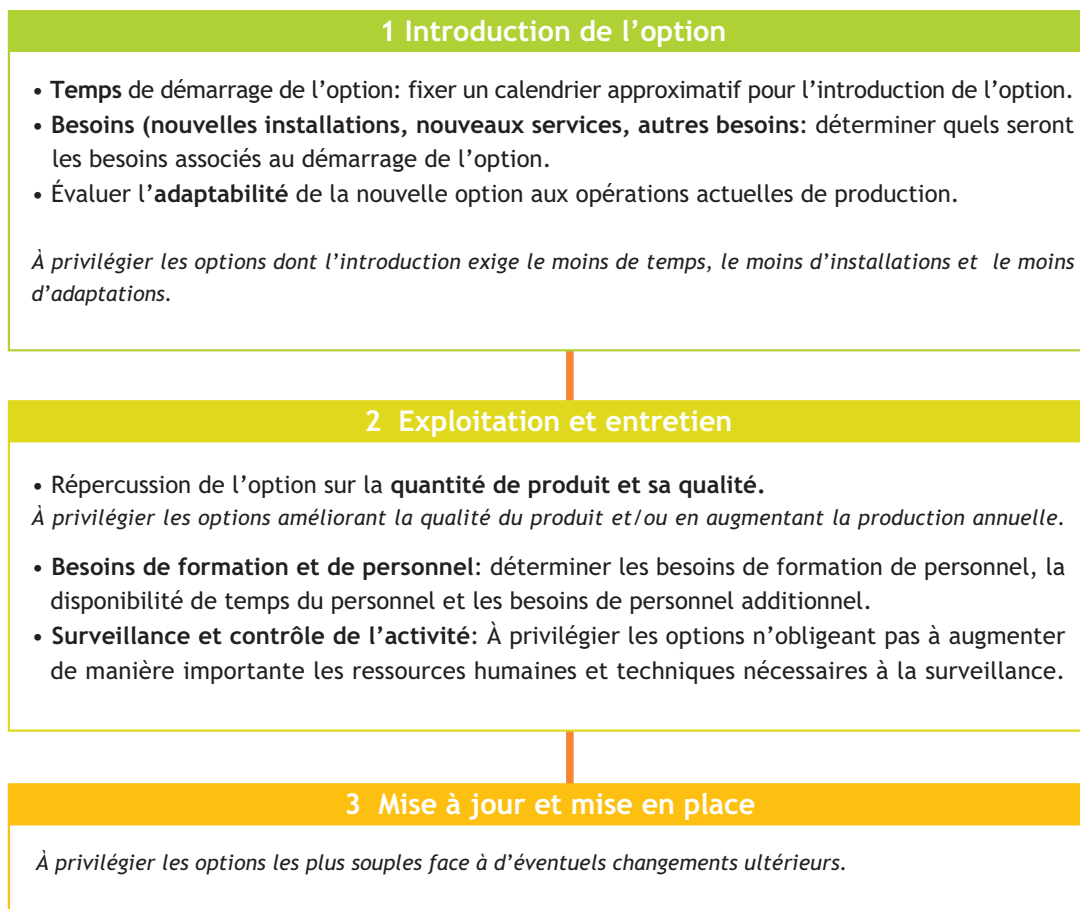 1 Introduction de l’option
• Temps de démarrage de l’option: fixer un calendrier approximatif pour l’introduction de l’option.
• Besoins (nouvelles installations, nouveaux services, autres besoins: déterminer quels seront
les besoins associés au démarrage de l’option.
• Évaluer l’adaptabilité de la nouvelle option aux opérations actuelles de production.
À privilégier les options dont l’introduction exige le moins de temps, le moins d’installations et le moins
d’adaptations.
2 Exploitation et entretien
• Répercussion de l’option sur la quantité de produit et sa qualité.
À privilégier les options améliorant la qualité du produit et/ou en augmentant la production annuelle.
• Besoins de formation et de personnel: déterminer les besoins de formation de personnel, la
disponibilité de temps du personnel et les besoins de personnel additionnel.
• Surveillance et contrôle de l’activité: À privilégier les options n’obligeant pas à augmenter
de manière importante les ressources humaines et techniques nécessaires à la surveillance.
3 Mise à jour et mise en place
À privilégier les options les plus souples face à d’éventuels changements ultérieurs.